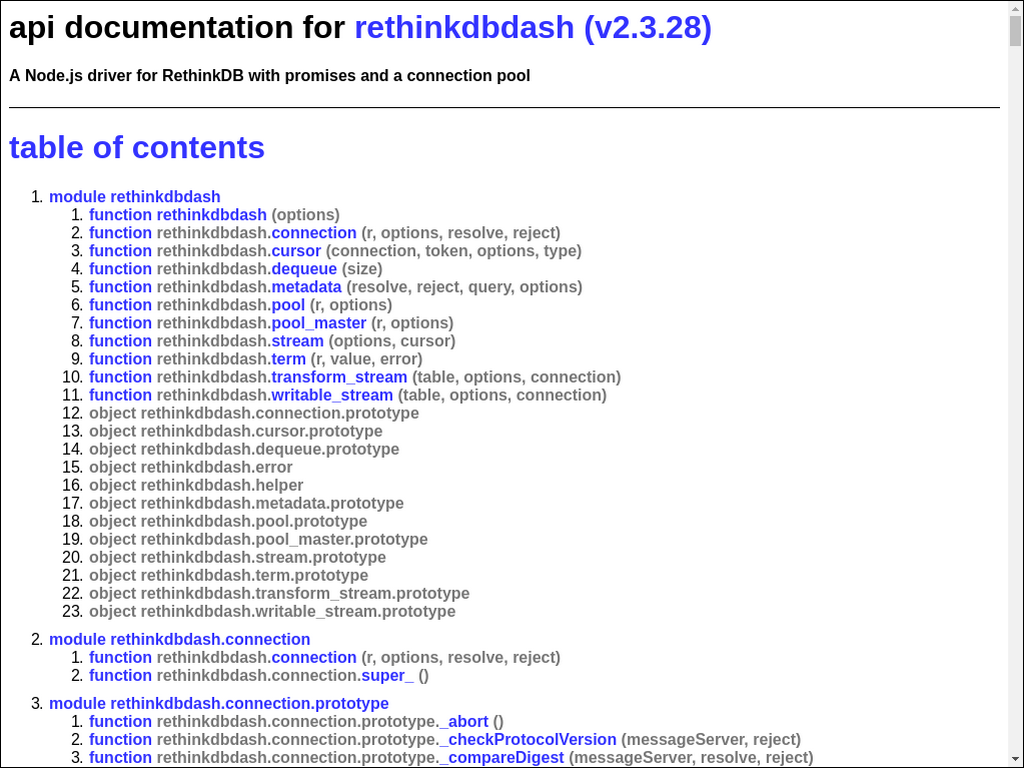 api documentation for rethinkdbdash (v2.3.28)
A Node.js driver for RethinkDB with promises and a connection pool
table of contents
1. module rethinkdbdash
1. function rethinkdbdash (options)
2. function rethinkdbdash.connection (r, options, resolve, reject)
3. function rethinkdbdash.cursor (connection, token, options, type)
4. function rethinkdbdash.dequeue (size)
5. function rethinkdbdash.metadata (resolve, reject, query, options)
6. function rethinkdbdash.pool (r, options)
7. function rethinkdbdash.pool_master (r, options)
8. function rethinkdbdash.stream (options, cursor)
9. function rethinkdbdash.term (r, value, error)
10. function rethinkdbdash.transform_stream (table, options, connection)
11. function rethinkdbdash.writable_stream (table, options, connection)
12. object rethinkdbdash.connection.prototype
13. object rethinkdbdash.cursor.prototype
14. object rethinkdbdash.dequeue.prototype
15. object rethinkdbdash.error
16. object rethinkdbdash.helper
17. object rethinkdbdash.metadata.prototype
18. object rethinkdbdash.pool.prototype
19. object rethinkdbdash.pool_master.prototype
20. object rethinkdbdash.stream.prototype
21. object rethinkdbdash.term.prototype
22. object rethinkdbdash.transform_stream.prototype
23. object rethinkdbdash.writable_stream.prototype
2. module rethinkdbdash.connection
1. function rethinkdbdash.connection (r, options, resolve, reject)
2. function rethinkdbdash.connection.super_ ()
3. module rethinkdbdash.connection.prototype
1. function rethinkdbdash.connection.prototype._abort ()
2. function rethinkdbdash.connection.prototype._checkProtocolVersion (messageServer, reject)
3. function rethinkdbdash.connection.prototype._compareDigest (messageServer, resolve, reject)